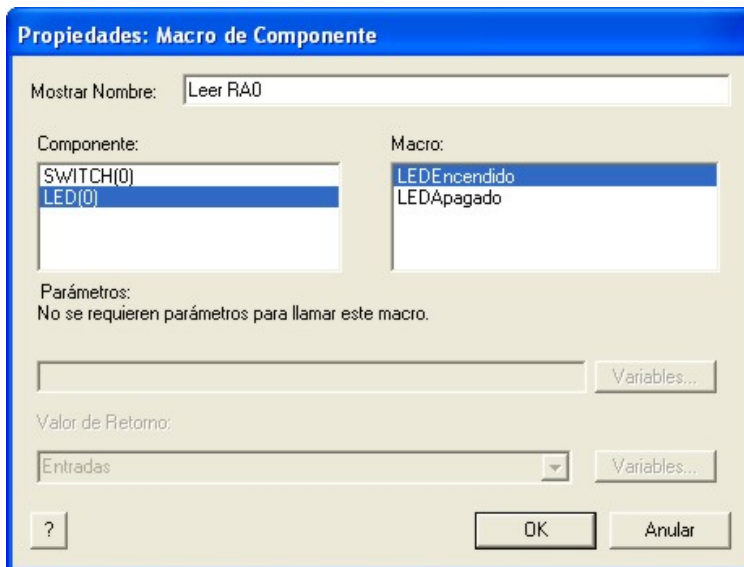 Propiedades: Macro de Componente
Mostrar Nombre: Leer RA0
Componente: Macro:
SWITCH(0) LEDEncendido
LED(0) LEDApagado
Parámetros:
No se requieren parámetros para llamar este macro.
Variables...
Valor de Retorno:
Entradas Variables...
? OK Anular